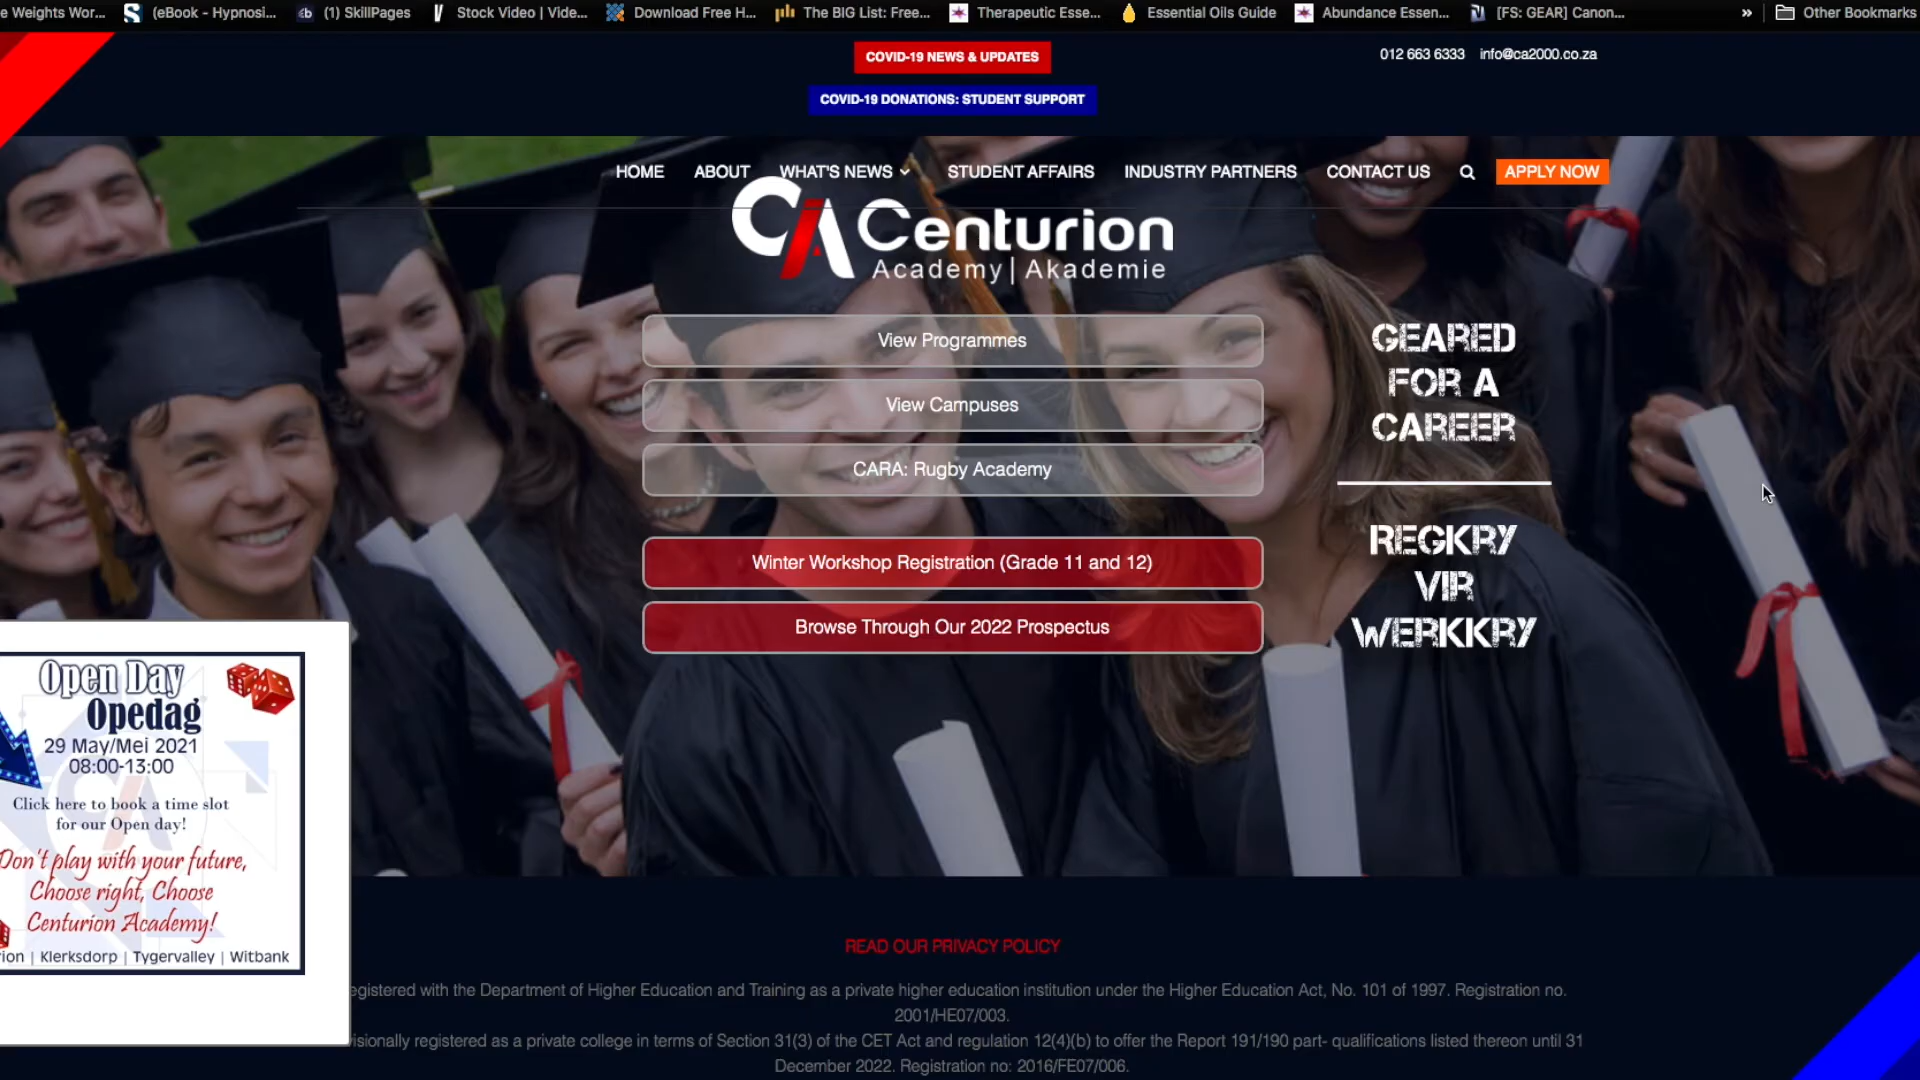 e Weights Wor...
(eBook - Hypnosi...
(1) SkillPages
Stock Video | Vide...
Download Free H...
The BIG List: Free...
Therapeutic Esse...
Essential Oils Guide
Abundance Essen...
[FS: GEAR] Canon...
»
Other Bookmarks
COVID-19 NEWS & UPDATES
012 663 6333 info@ca2000.co.za
COVID-19 DONATIONS: STUDENT SUPPORT
HOME ABOUT WHAT'S NEWS STUDENT AFFAIRS INDUSTRY PARTNERS CONTACT US APPLY NOW
CA Centurion
Academy | Akademie
View Programmes
View Campuses
CARA: Rugby Academy
Winter Workshop Registration (Grade 11 and 12)
Browse Through Our 2022 Prospectus
GEARED
FOR A
CAREER
REGKRY
VIR
WERKKRY
Open Day
Opedag
29 May/Mei 2021
08:00-13:00
Click here to book a time slot
for our Open day!
Don't play with your future,
Choose right, Choose
Centurion Academy!
ion | Klerksdorp | Tygervalley | Witbank
READ OUR PRIVACY POLICY
egistered with the Department of Higher Education and Training as a private higher education institution under the Higher Education Act, No. 101 of 1997. Registration no.
2001/HE07/003.
isionally registered as a private college in terms of Section 31(3) of the CET Act and regulation 12(4)(b) to offer the Report 191/190 part- qualifications listed thereon until 31
December 2022. Registration no: 2016/FE07/006.